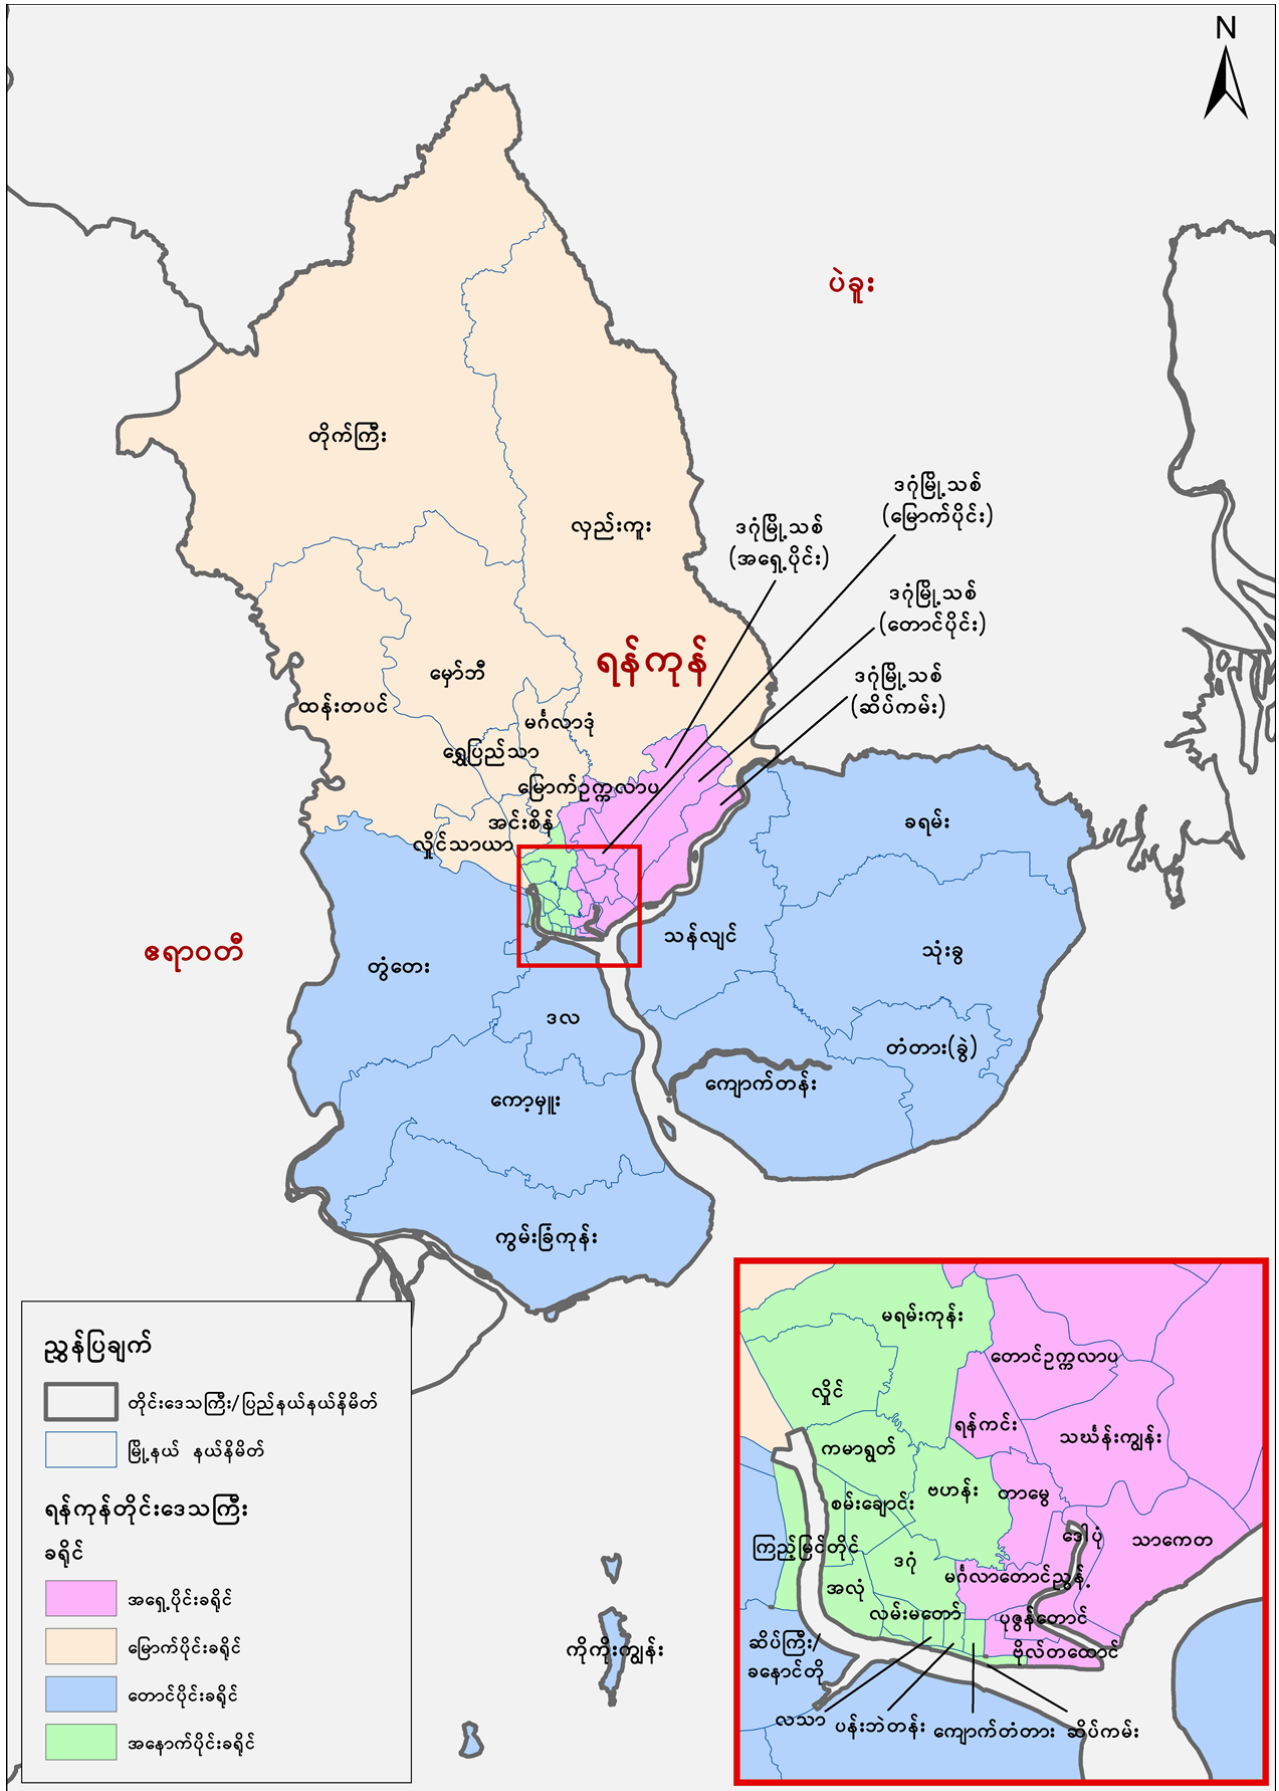 N
ပဲခူး
တိုက်ကြီး
ဒဂုံမြို့သစ်
(မြောက်ပိုင်း)
လှည်းကူး
ဒဂုံမြို့သစ်
(အရှေ့ပိုင်း)
ဒဂုံမြို့သစ်
(တောင်ပိုင်း)
ရန်ကုန်
မှော်ဘီ
ဒဂုံမြို့သစ်
(ဆိပ်ကမ်း)
ထန်းတပင်
မင်္ဂလာဒုံ
ရွှေပြည်သာ
မြောက်ဥက္ကလာပ
အင်းစိန်
ခရမ်း
လှိုင်သာယာ
သန်လျင်
ဧရာဝတီ
သုံးခွ
တွံတေး
ဒလ
တံတား(ခွဲ)
ကျောက်တန်း
ကော့မှူး
ကွမ်းခြံကုန်း
မရမ်းကုန်း
တောင်ဥက္ကလာပ
လှိုင်
ရန်ကင်း
သင်္ဃန်းကျွန်း
ကမာရွတ်
ဗဟန်း
တာမွေ
စမ်းချောင်း
ဒေါပုံ
သာကေတ
ကြည့်မြင်တိုင်
ဒဂုံ
မင်္ဂလာတောင်ညွန့်
အလုံ
လမ်းမတော်
ပုဇွန်တောင်
ဆိပ်ကြီး/
ခနောင်တို
ဗိုလ်တထောင်
လသာ
ပန်းဘဲတန်း
ကျောက်တံတား
ဆိပ်ကမ်း
ကိုကိုးကျွန်း
ညွှန်ပြချက်
တိုင်းဒေသကြီး/ပြည်နယ်နယ်နိမိတ်
မြို့နယ် နယ်နိမိတ်
ရန်ကုန်တိုင်းဒေသကြီး
ခရိုင်
အရှေ့ပိုင်းခရိုင်
မြောက်ပိုင်းခရိုင်
တောင်ပိုင်းခရိုင်
အနောက်ပိုင်းခရိုင်